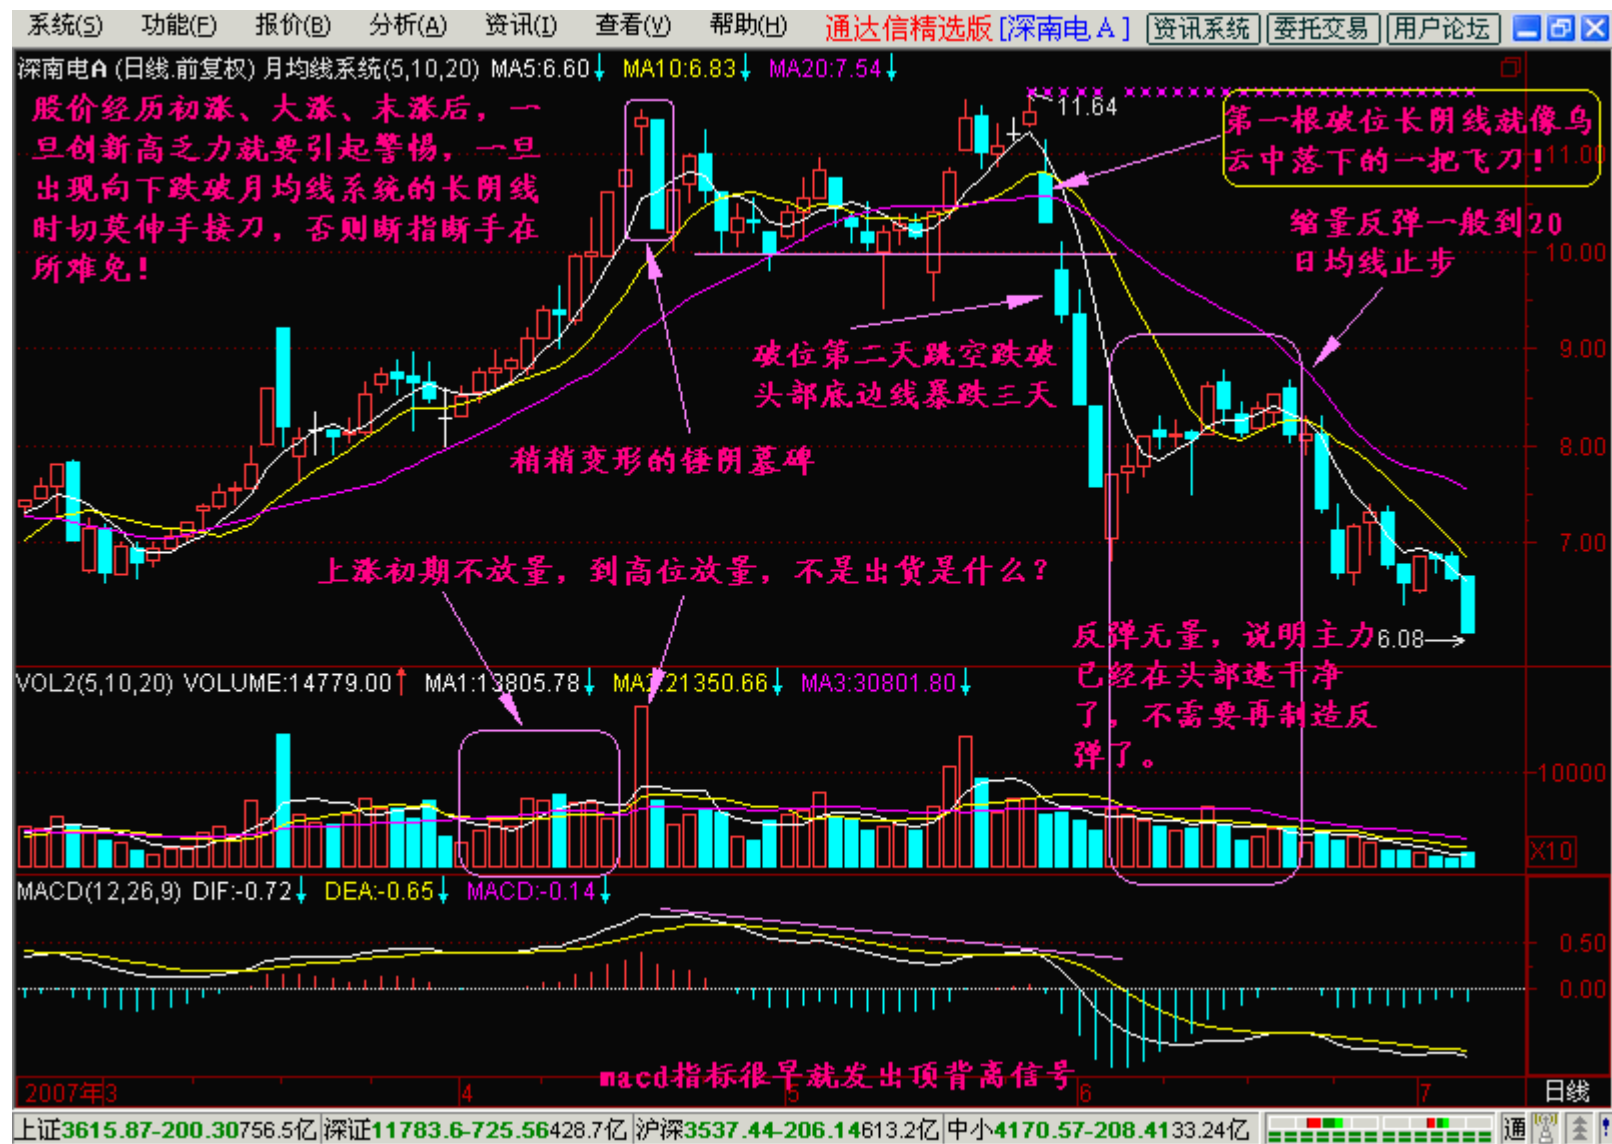 系统(S) 功能(F) 报价(B) 分析(A) 资讯(I) 查看(V) 帮助(H) 通达信精选版 [深南电A] 资讯系统 委托交易 用户论坛
深南电A (日线.前复权) 月均线系统(5,10,20) MA5:6.60↓ MA10:6.83↓ MA20:7.54↓
股价经历初涨、大涨、末涨后,一
旦创新高乏力就要引起警惕,一旦
出现向下跌破月均线系统的长阴线
时切莫伸手接刀,否则断指断手在
所难免!
11.64
第一根破位长阴线就像乌
云中落下的一把飞刀!
11.00
缩量反弹一般到20
日均线止步
10.00
9.00
破位第二天跳空跌破
头部底边线暴跌三天
稍稍变形的锤阴墓碑
8.00
7.00
上涨初期不放量,到高位放量,不是出货是什么?
反弹无量,说明主力
已经在头部逃干净
了,不需要再制造反
弹了。
6.08
VOL2(5,10,20) VOLUME:14779.00↑ MA1:13805.78↓ MA2:21350.66↓ MA3:30801.80↓
10000
X10
MACD(12,26,9) DIF:-0.72↓ DEA:-0.65↓ MACD:-0.14↓
0.50
0.00
macd指标很早就发出顶背离信号
2007年3 4 5 6 7 日线
上证3615.87-200.30756.5亿 深证11783.6-725.56428.7亿 沪深3537.44-206.14613.2亿 中小4170.57-208.4133.24亿 通